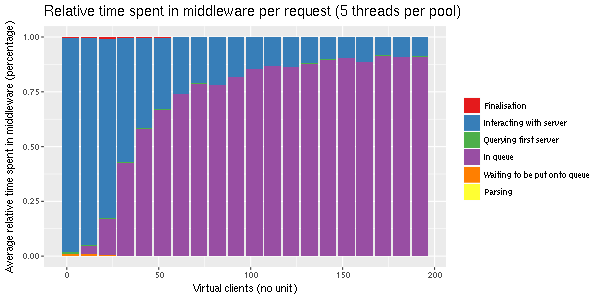 Relative time spent in middleware per request (5 threads per pool)
Average relative time spent in middleware (percentage)
1.00
0.75
0.50
0.25
0.00
0
50
100
150
200
Virtual clients (no unit)
Finalisation
Interacting with server
Querying first server
In queue
Waiting to be put onto queue
Parsing